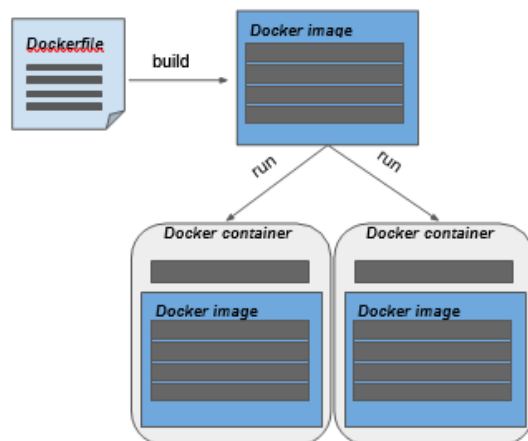 Dockerfile
Docker image
build
run
run
Docker container
Docker container
Docker image
Docker image